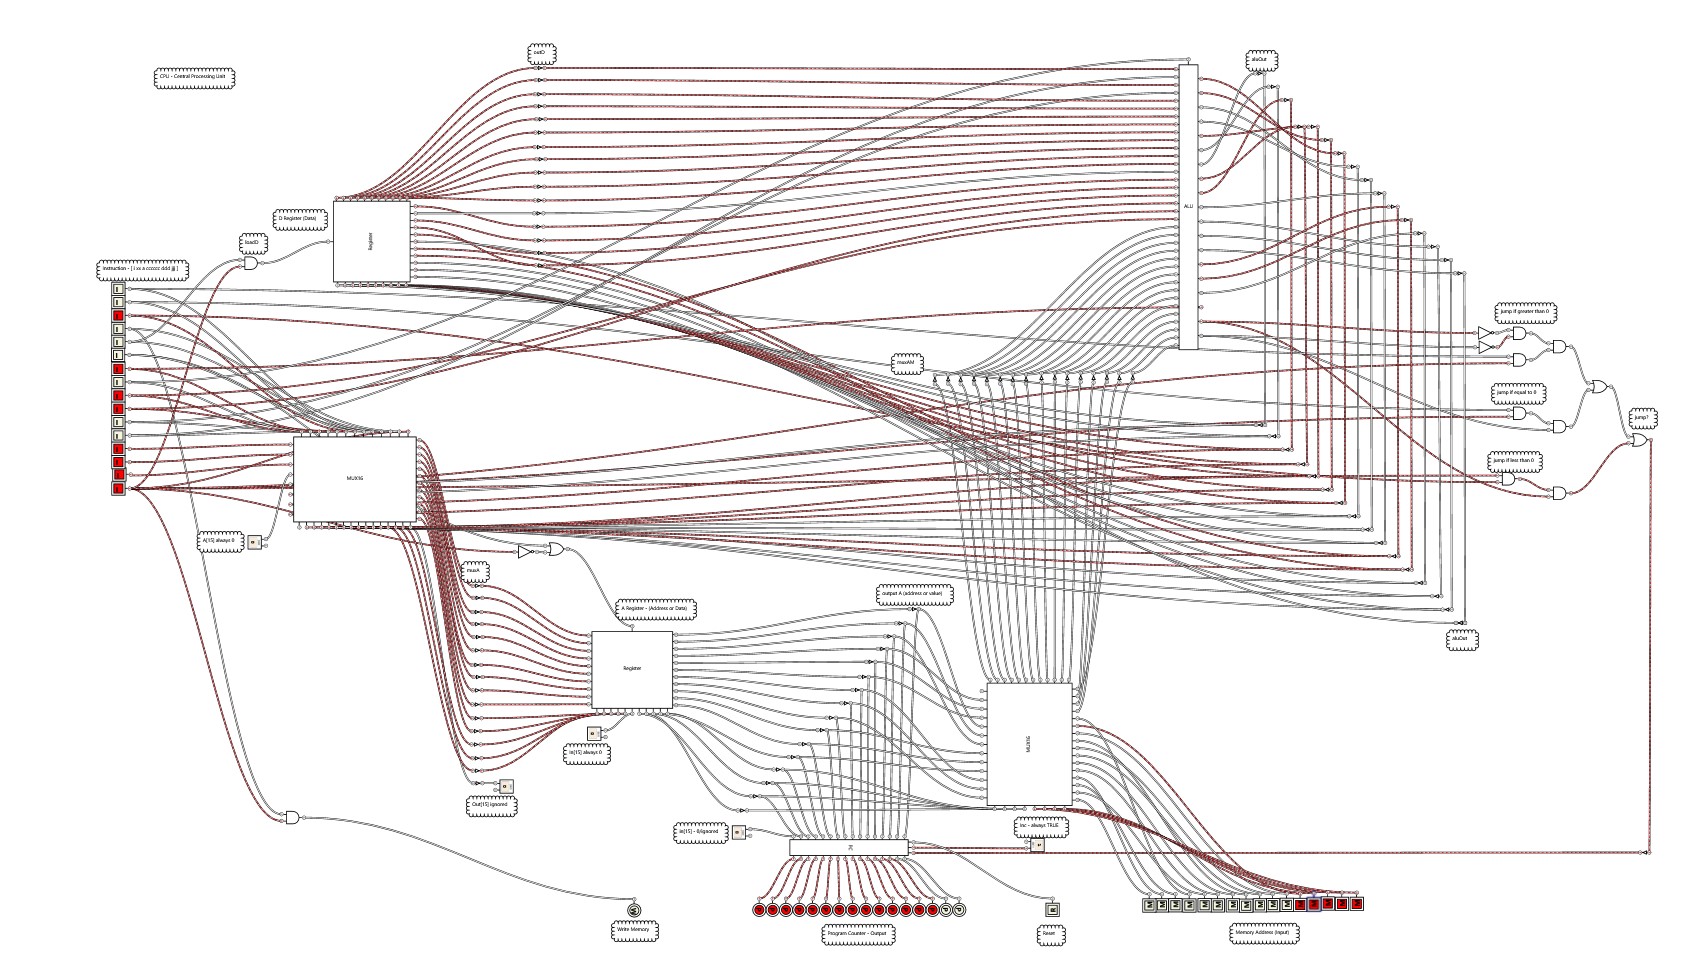 outD
aluOut
CPU - Central Processing Unit
D Register (Data)
loadD
Register
ALU
Instruction - [ i xx a cccccc ddd jjj ]
jump if greater than 0
muxAM
jump if equal to 0
jump?
jump if less than 0
MUX16
A[15] always 0
muxA
A Register - (Address or Data)
output A (address or value)
Register
aluOut
MUX16
in[15] always 0
Out[15] ignored
in[15] - 0/ignored
inc - always TRUE
PC
Write Memory
Program Counter - Output
Reset
Memory Address (Input)